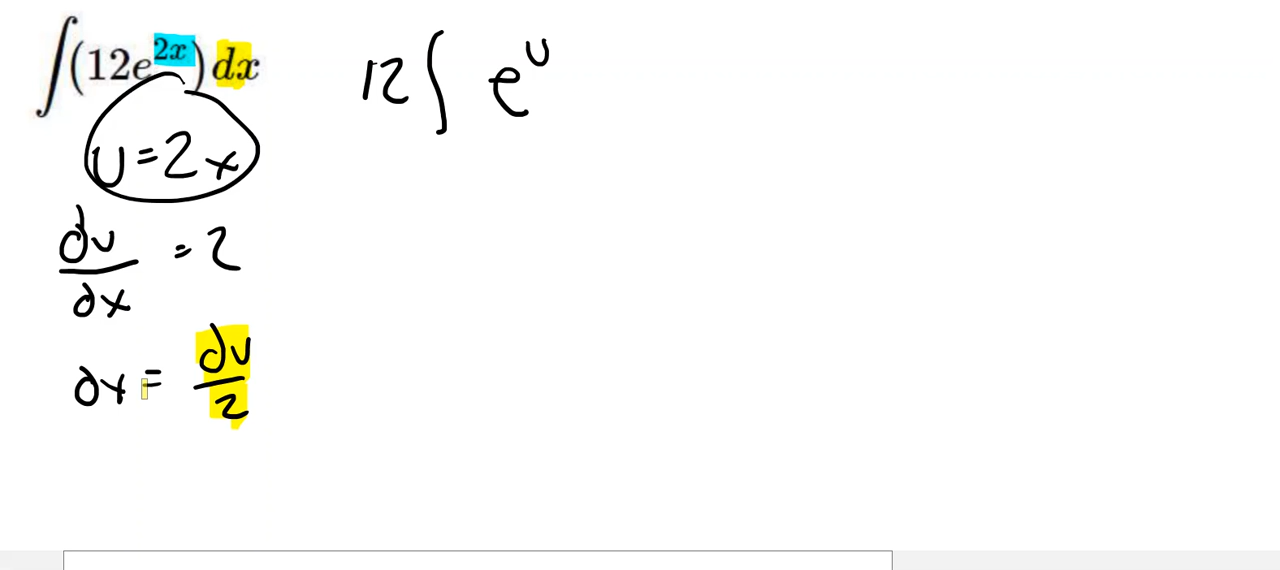 ∫(12e^{2x}) dx
12 ∫ e^u
u = 2x
du/dx = 2
dx = du/2